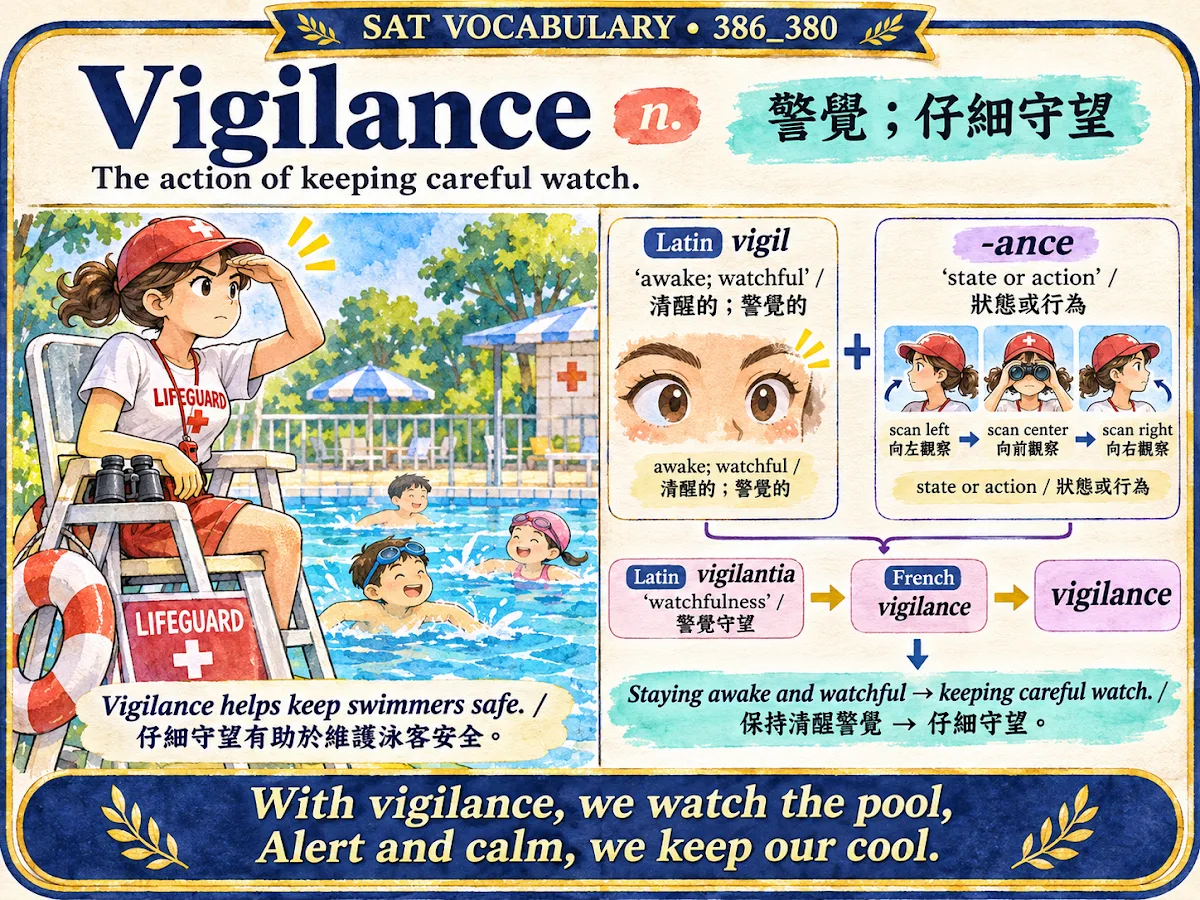 SAT VOCABULARY • 386_380
Vigilance n.
警覺；仔細守望
The action of keeping careful watch.
LIFEGUARD
LIFEGUARD
Vigilance helps keep swimmers safe. /
仔細守望有助於維護泳客安全。
Latin vigil
‘awake; watchful’ /
清醒的；警覺的
awake; watchful /
清醒的；警覺的
+
-ance
‘state or action’ /
狀態或行為
scan left
向左觀察
scan center
向前觀察
scan right
向右觀察
state or action / 狀態或行為
Latin vigilantia
‘watchfulness’ /
警覺守望
French
vigilance
vigilance
Staying awake and watchful → keeping careful watch. /
保持清醒警覺 → 仔細守望。
With vigilance, we watch the pool,
Alert and calm, we keep our cool.